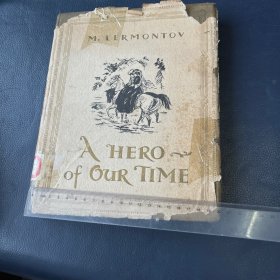 M. LERMONTOV
A HERO
of OUR TIME